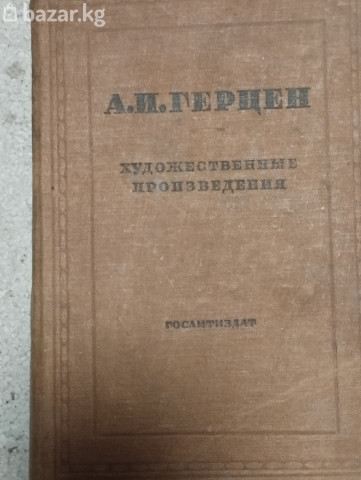 bazar.kg
А.И.ГЕРЦЕН
ХУДОЖЕСТВЕННЫЕ
ПРОИЗВЕДЕНИЯ
ГОСЛИТИЗДАТ